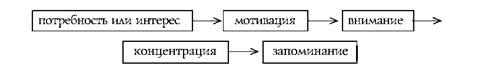 потребность или интерес мотивация внимание
концентрация запоминание